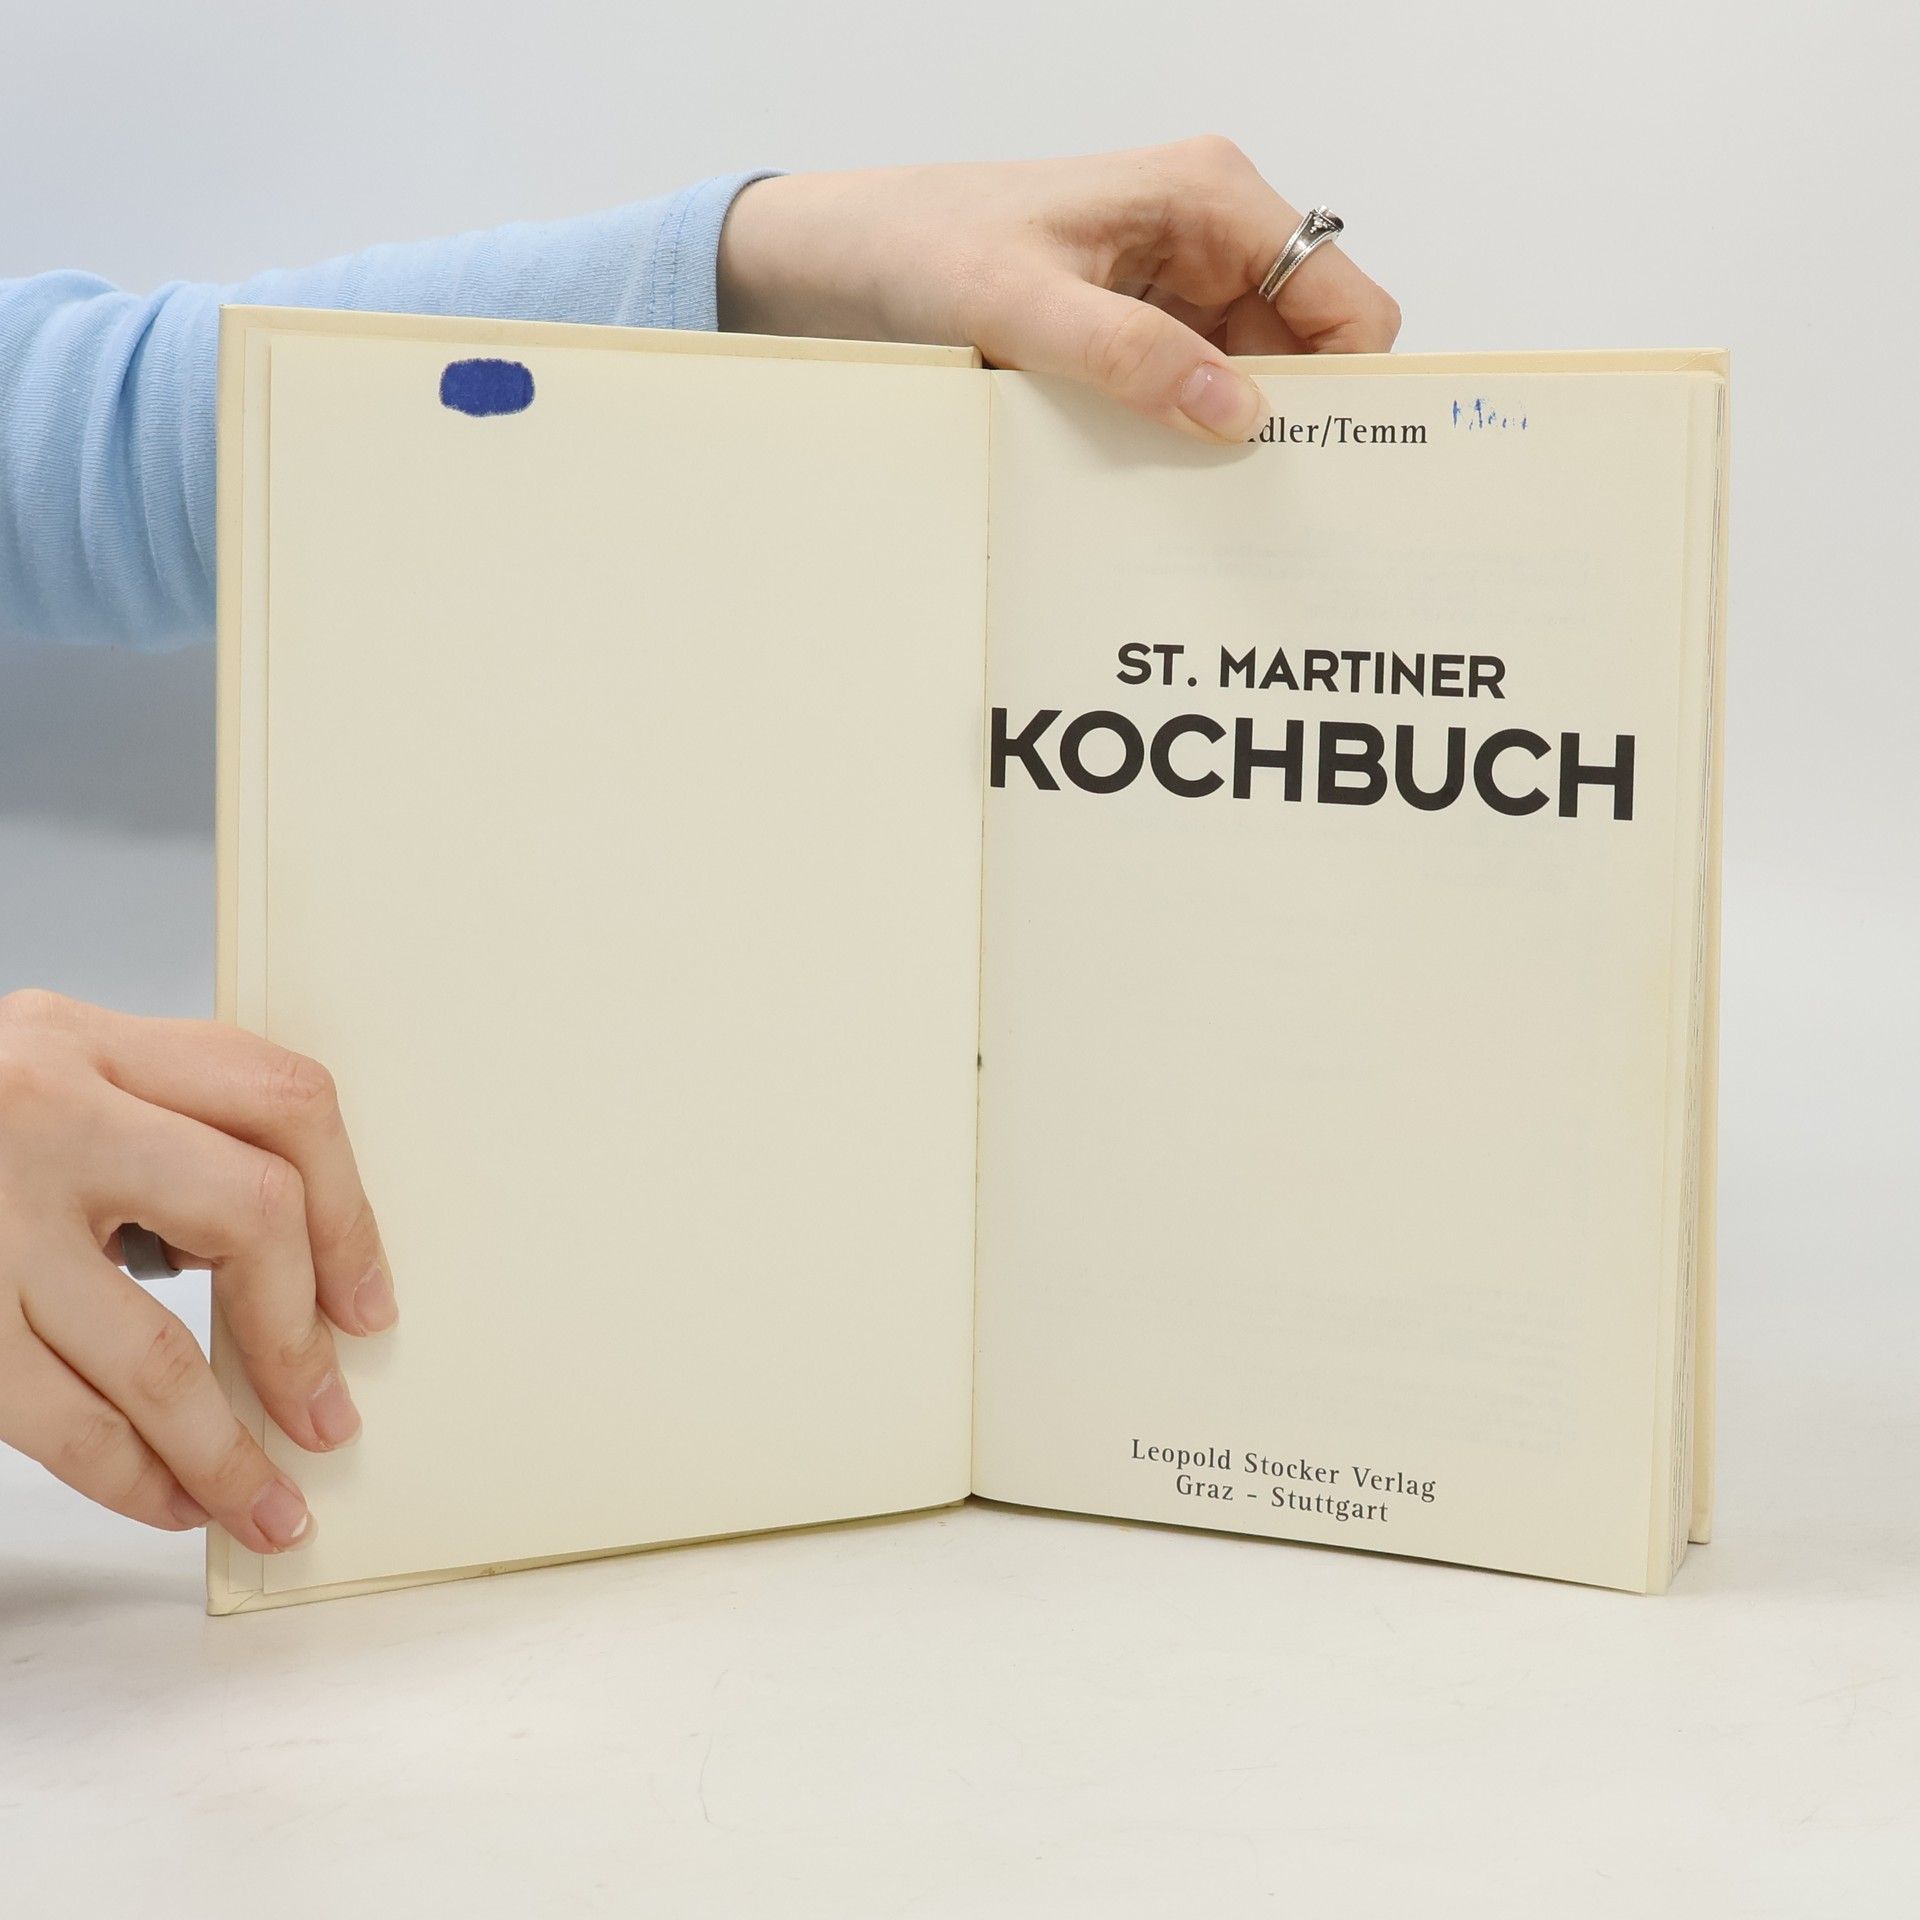 dler/Temm
ST. MARTINER
KOCHBUCH
Leopold Stocker Verlag
Graz – Stuttgart